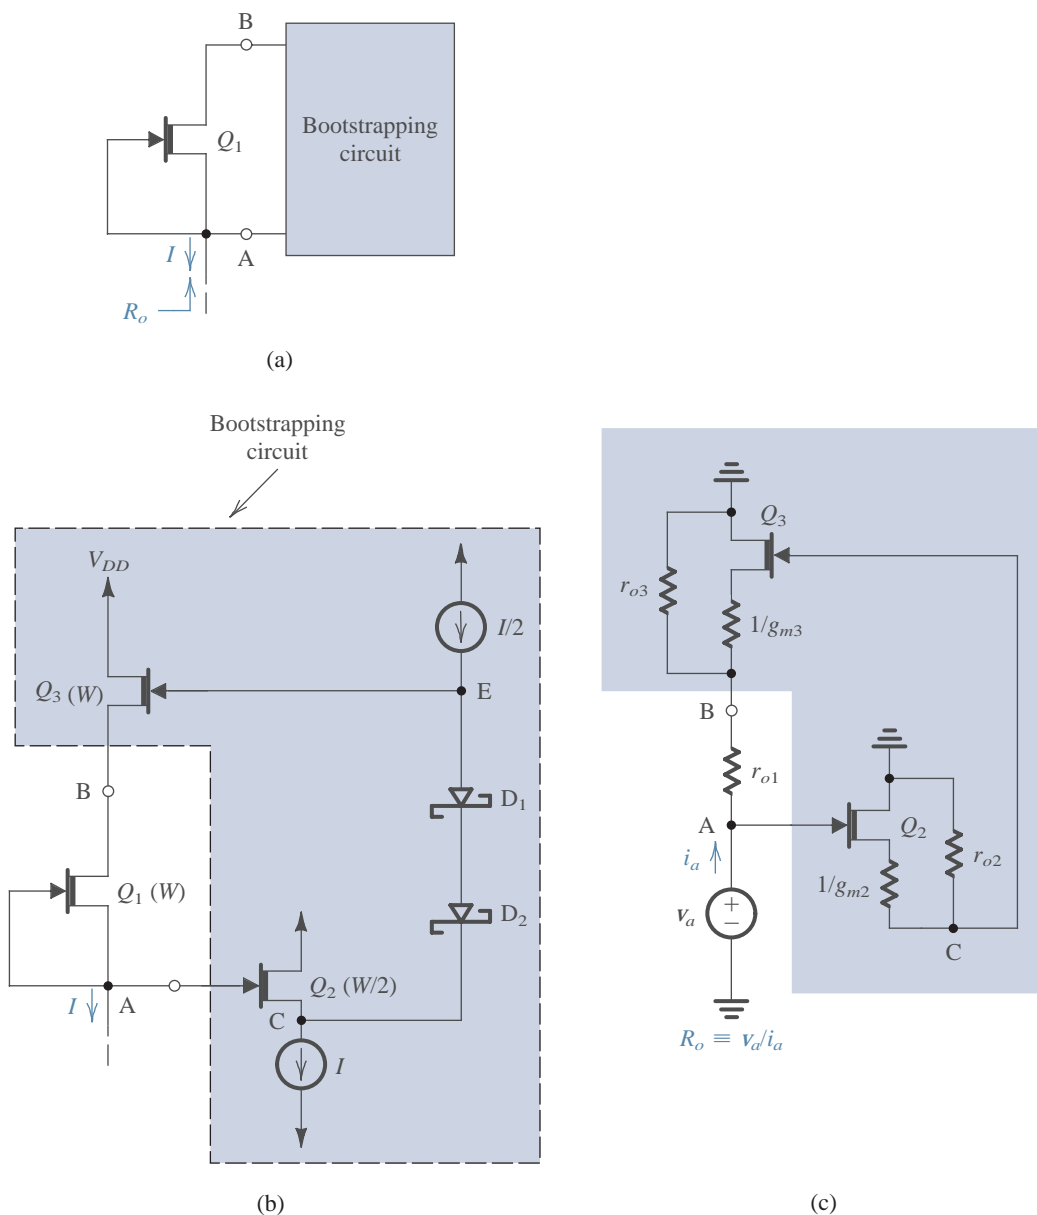 B
Bootstrapping
circuit
Q₁
I
A
Rₒ
(a)
Bootstrapping
circuit
V_DD
I/2
Q₃ (W)
E
B
D₁
Q₁ (W)
D₂
Q₂ (W/2)
I
A
C
I
(b)
Q₃
rₒ₃
1/gₘ₃
B
rₒ₁
A
Q₂
iₐ
rₒ₂
1/gₘ₂
vₐ
+
−
C
Rₒ ≡ vₐ/iₐ
(c)